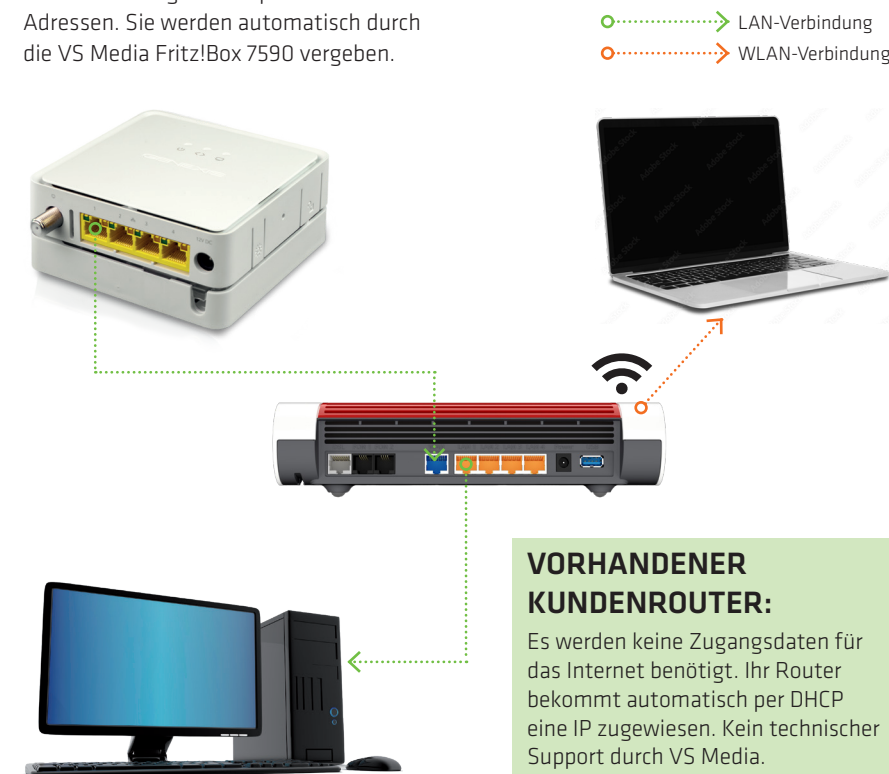 Adressen. Sie werden automatisch durch
die VS Media Fritz!Box 7590 vergeben.
LAN-Verbindung
WLAN-Verbindung
VORHANDENER
KUNDENROUTER:
Es werden keine Zugangsdaten für
das Internet benötigt. Ihr Router
bekommt automatisch per DHCP
eine IP zugewiesen. Kein technischer
Support durch VS Media.